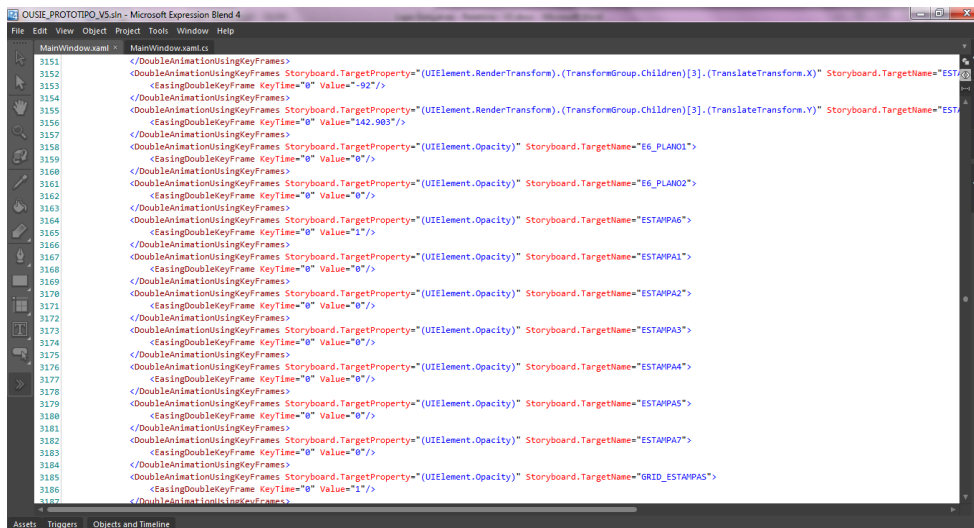 OUSIE_PROTOTIPO_V5.sln - Microsoft Expression Blend 4
File Edit View Object Project Tools Window Help
MainWindow.xaml × MainWindow.xaml.cs
3151 </DoubleAnimationUsingKeyFrames>
3152 <DoubleAnimationUsingKeyFrames Storyboard.TargetProperty="(UIElement.RenderTransform).(TransformGroup.Children)[3].(TranslateTransform.X)" Storyboard.TargetName="EST
3153 <EasingDoubleKeyFrame KeyTime="0" Value="-92"/>
3154 </DoubleAnimationUsingKeyFrames>
3155 <DoubleAnimationUsingKeyFrames Storyboard.TargetProperty="(UIElement.RenderTransform).(TransformGroup.Children)[3].(TranslateTransform.Y)" Storyboard.TargetName="EST
3156 <EasingDoubleKeyFrame KeyTime="0" Value="142.903"/>
3157 </DoubleAnimationUsingKeyFrames>
3158 <DoubleAnimationUsingKeyFrames Storyboard.TargetProperty="(UIElement.Opacity)" Storyboard.TargetName="E6_PLANO1">
3159 <EasingDoubleKeyFrame KeyTime="0" Value="0"/>
3160 </DoubleAnimationUsingKeyFrames>
3161 <DoubleAnimationUsingKeyFrames Storyboard.TargetProperty="(UIElement.Opacity)" Storyboard.TargetName="E6_PLANO2">
3162 <EasingDoubleKeyFrame KeyTime="0" Value="0"/>
3163 </DoubleAnimationUsingKeyFrames>
3164 <DoubleAnimationUsingKeyFrames Storyboard.TargetProperty="(UIElement.Opacity)" Storyboard.TargetName="ESTAMPA6">
3165 <EasingDoubleKeyFrame KeyTime="0" Value="1"/>
3166 </DoubleAnimationUsingKeyFrames>
3167 <DoubleAnimationUsingKeyFrames Storyboard.TargetProperty="(UIElement.Opacity)" Storyboard.TargetName="ESTAMPA1">
3168 <EasingDoubleKeyFrame KeyTime="0" Value="0"/>
3169 </DoubleAnimationUsingKeyFrames>
3170 <DoubleAnimationUsingKeyFrames Storyboard.TargetProperty="(UIElement.Opacity)" Storyboard.TargetName="ESTAMPA2">
3171 <EasingDoubleKeyFrame KeyTime="0" Value="0"/>
3172 </DoubleAnimationUsingKeyFrames>
3173 <DoubleAnimationUsingKeyFrames Storyboard.TargetProperty="(UIElement.Opacity)" Storyboard.TargetName="ESTAMPA3">
3174 <EasingDoubleKeyFrame KeyTime="0" Value="0"/>
3175 </DoubleAnimationUsingKeyFrames>
3176 <DoubleAnimationUsingKeyFrames Storyboard.TargetProperty="(UIElement.Opacity)" Storyboard.TargetName="ESTAMPA4">
3177 <EasingDoubleKeyFrame KeyTime="0" Value="0"/>
3178 </DoubleAnimationUsingKeyFrames>
3179 <DoubleAnimationUsingKeyFrames Storyboard.TargetProperty="(UIElement.Opacity)" Storyboard.TargetName="ESTAMPA5">
3180 <EasingDoubleKeyFrame KeyTime="0" Value="0"/>
3181 </DoubleAnimationUsingKeyFrames>
3182 <DoubleAnimationUsingKeyFrames Storyboard.TargetProperty="(UIElement.Opacity)" Storyboard.TargetName="ESTAMPA7">
3183 <EasingDoubleKeyFrame KeyTime="0" Value="0"/>
3184 </DoubleAnimationUsingKeyFrames>
3185 <DoubleAnimationUsingKeyFrames Storyboard.TargetProperty="(UIElement.Opacity)" Storyboard.TargetName="GRID_ESTAMPAS">
3186 <EasingDoubleKeyFrame KeyTime="0" Value="1"/>
3187 </DoubleAnimationUsingKeyFrames>
Assets Triggers Objects and Timeline